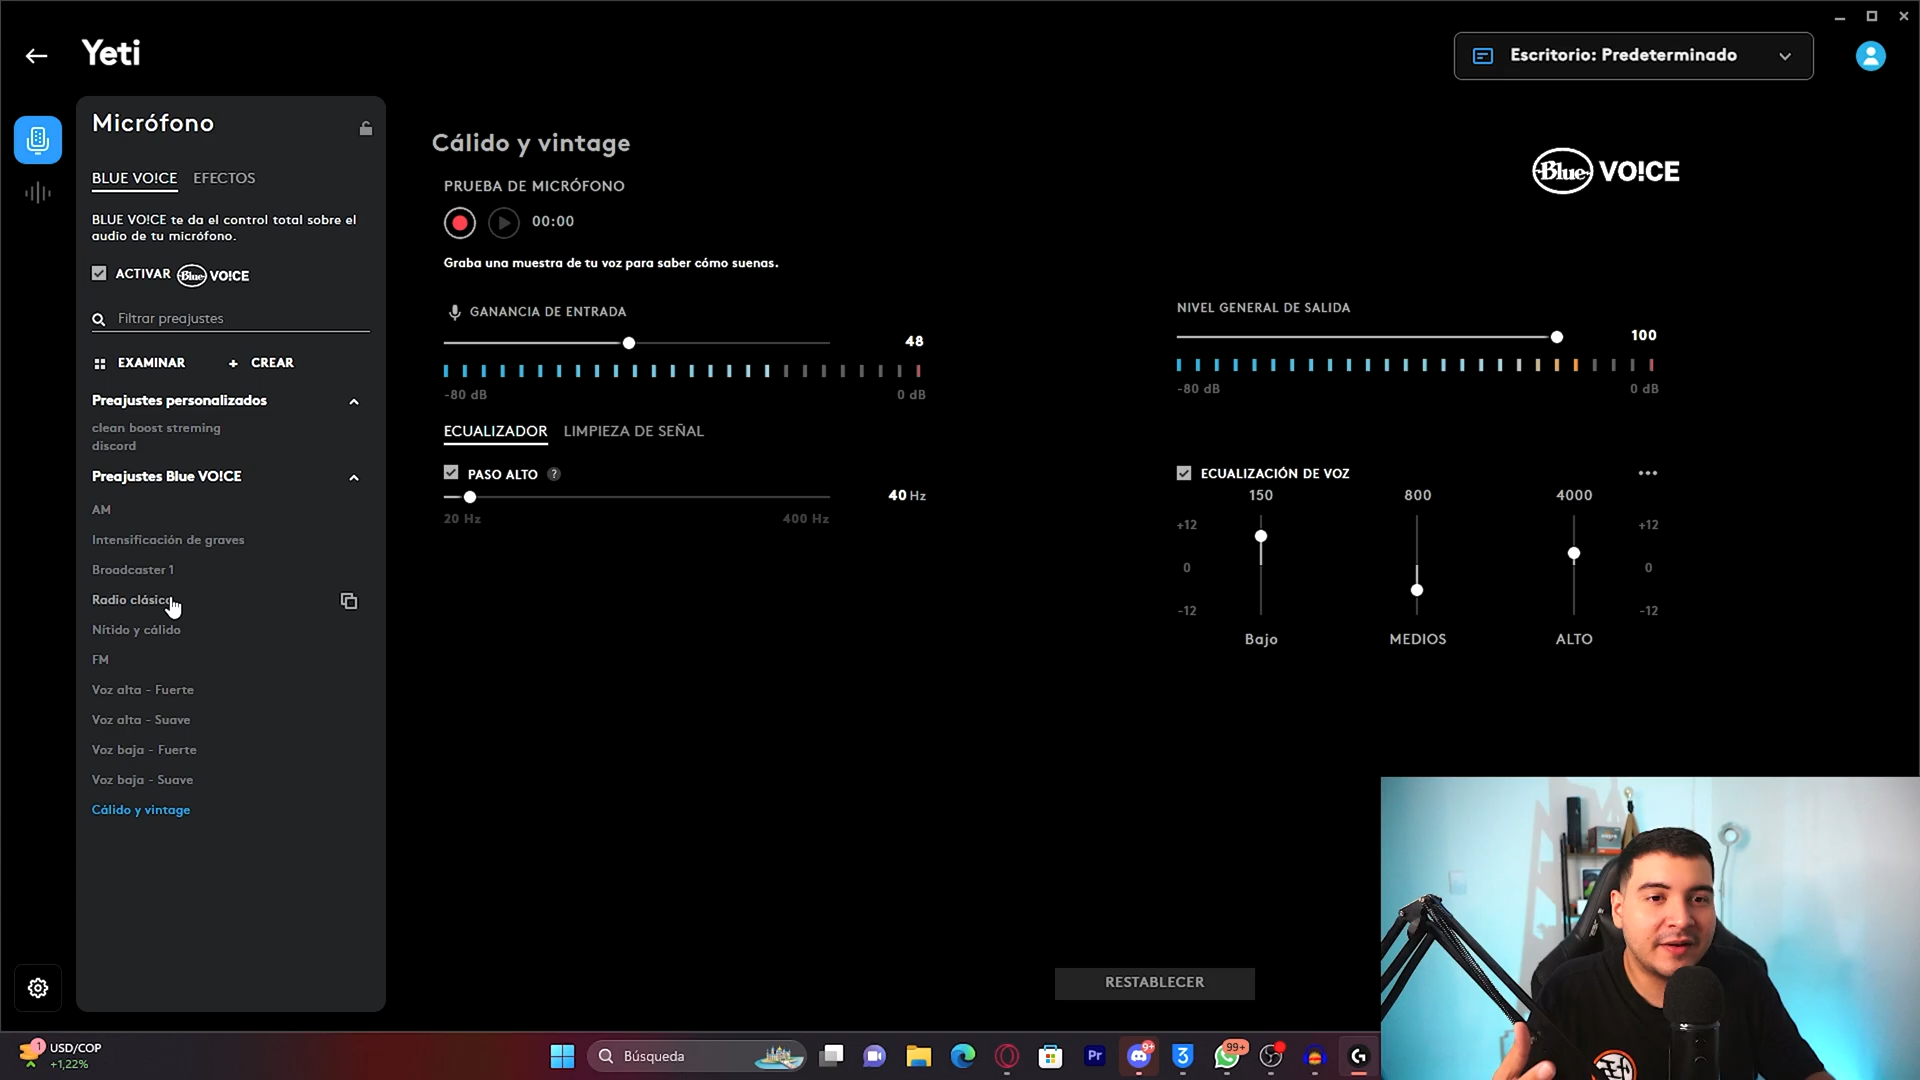 Yeti
Escritorio: Predeterminado
Micrófono
BLUE VO!CE EFECTOS
BLUE VO!CE te da el control total sobre el
audio de tu micrófono.
ACTIVAR Blue VO!CE
Filtrar preajustes
EXAMINAR + CREAR
Preajustes personalizados
clean boost streming
discord
Preajustes Blue VO!CE
AM
Intensificación de graves
Broadcaster 1
Radio clásica
Nítido y cálido
FM
Voz alta - Fuerte
Voz alta - Suave
Voz baja - Fuerte
Voz baja - Suave
Cálido y vintage
Cálido y vintage
Blue VO!CE
PRUEBA DE MICRÓFONO
00:00
Graba una muestra de tu voz para saber cómo suenas.
GANANCIA DE ENTRADA
48
-80 dB 0 dB
NIVEL GENERAL DE SALIDA
100
-80 dB 0 dB
ECUALIZADOR LIMPIEZA DE SEÑAL
PASO ALTO ?
40 Hz
20 Hz 400 Hz
ECUALIZACIÓN DE VOZ ...
150 800 4000
+12 +12
0 0
-12 -12
Bajo MEDIOS ALTO
RESTABLECER
1
USD/COP
+1,22%
Búsqueda
Pr
9+
3
99+
G